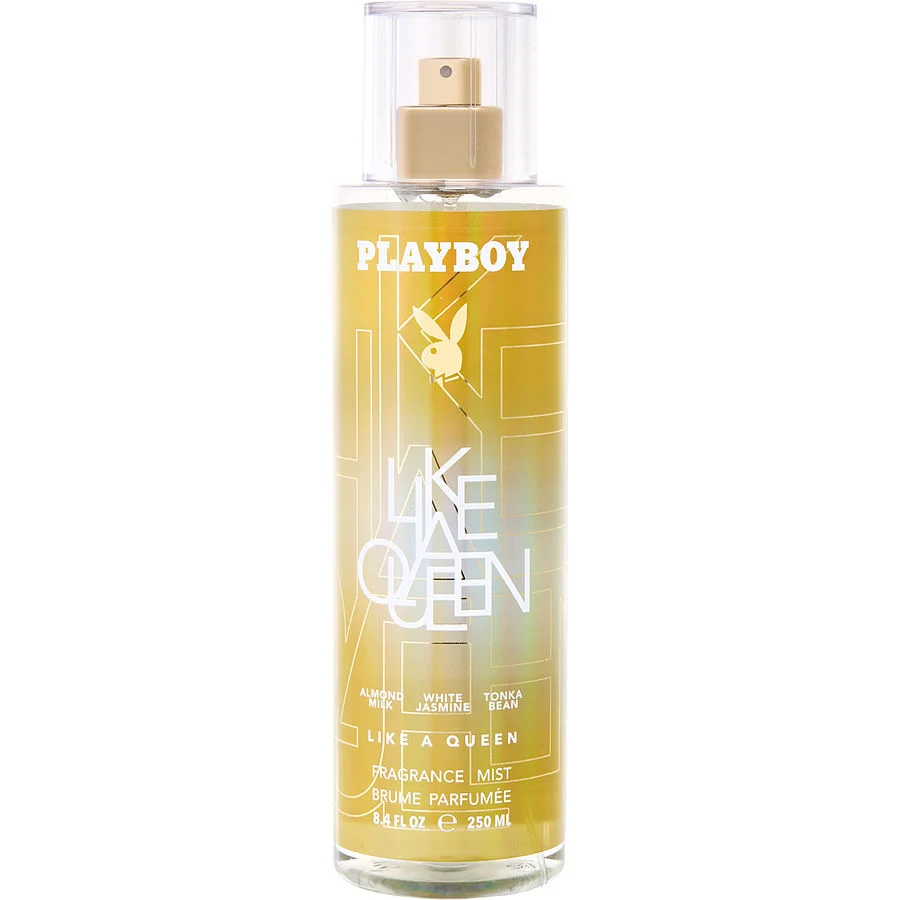 PLAYBOY
LIKE
A
QUEEN
ALMOND MILK WHITE JASMINE TONKA BEAN
LIKE A QUEEN
FRAGRANCE MIST
BRUME PARFUMÉE
8.4 FL OZ e 250 ML